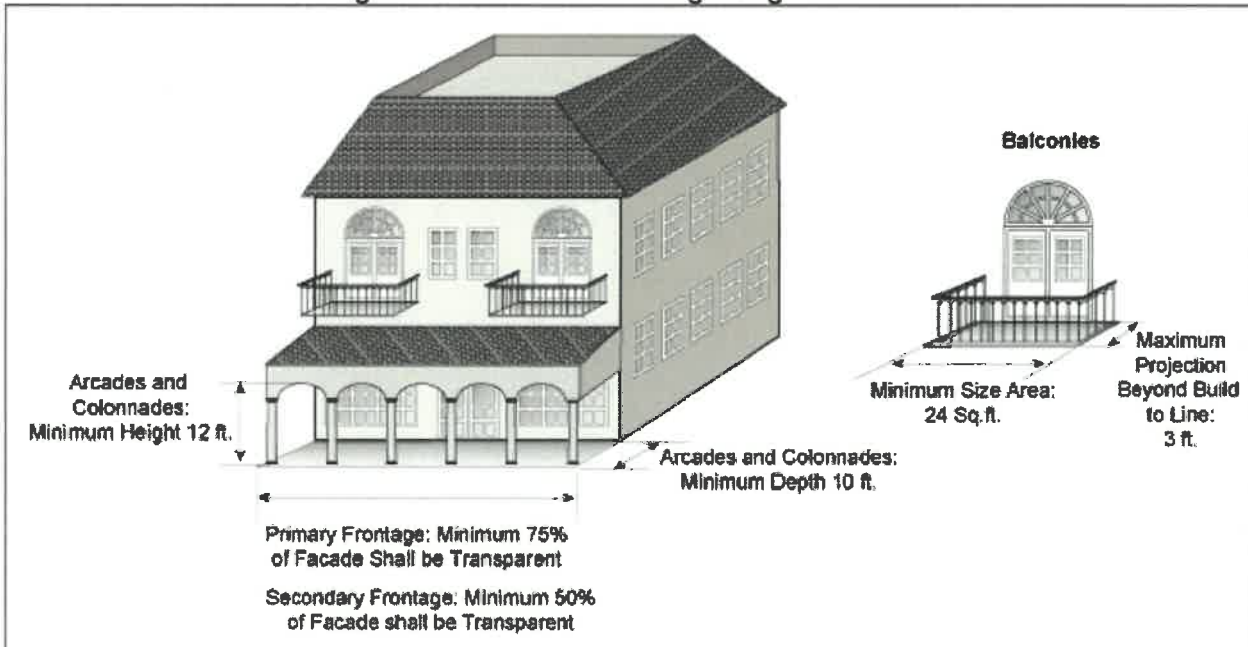 Arcades and
Colonnades:
Minimum Height 12 ft.
Arcades and Colonnades:
Minimum Depth 10 ft.
Primary Frontage: Minimum 75%
of Facade Shall be Transparent
Secondary Frontage: Minimum 50%
of Facade shall be Transparent
Balconies
Minimum Size Area:
24 Sq.ft.
Maximum
Projection
Beyond Build
to Line:
3 ft.